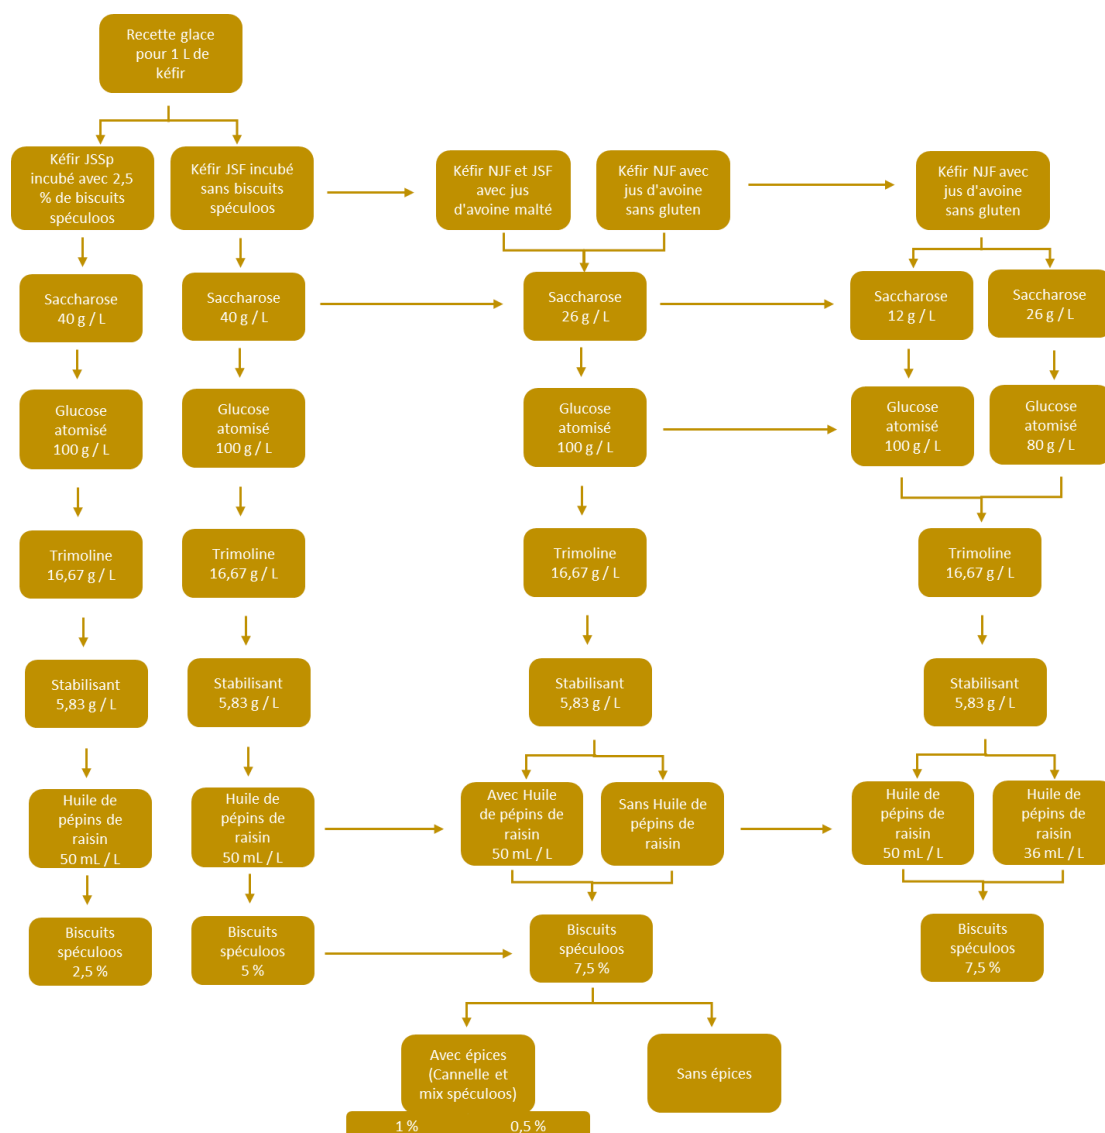 Recette glace
pour 1 L de
kéfir
Kéfir JSSp
incubé avec 2,5
% de biscuits
spéculoos
Kéfir JSF incubé
sans biscuits
spéculoos
Kéfir NJF et JSF
avec jus
d'avoine malté
Kéfir NJF avec
jus d'avoine
sans gluten
Kéfir NJF avec
jus d'avoine
sans gluten
Saccharose
40 g / L
Saccharose
40 g / L
Saccharose
26 g / L
Saccharose
12 g / L
Saccharose
26 g / L
Glucose
atomisé
100 g / L
Glucose
atomisé
100 g / L
Glucose
atomisé
100 g / L
Glucose
atomisé
100 g / L
Glucose
atomisé
80 g / L
Trimoline
16,67 g / L
Trimoline
16,67 g / L
Trimoline
16,67 g / L
Trimoline
16,67 g / L
Stabilisant
5,83 g / L
Stabilisant
5,83 g / L
Stabilisant
5,83 g / L
Stabilisant
5,83 g / L
Huile de
pépins de
raisin
50 mL / L
Huile de
pépins de
raisin
50 mL / L
Avec Huile
de pépins de
raisin
50 mL / L
Sans Huile de
pépins de
raisin
Huile de
pépins de
raisin
50 mL / L
Huile de
pépins de
raisin
36 mL / L
Biscuits
spéculoos
2,5 %
Biscuits
spéculoos
5 %
Biscuits
spéculoos
7,5 %
Biscuits
spéculoos
7,5 %
Avec épices
(Cannelle et
mix spéculoos)
Sans épices
1 % 0,5 %